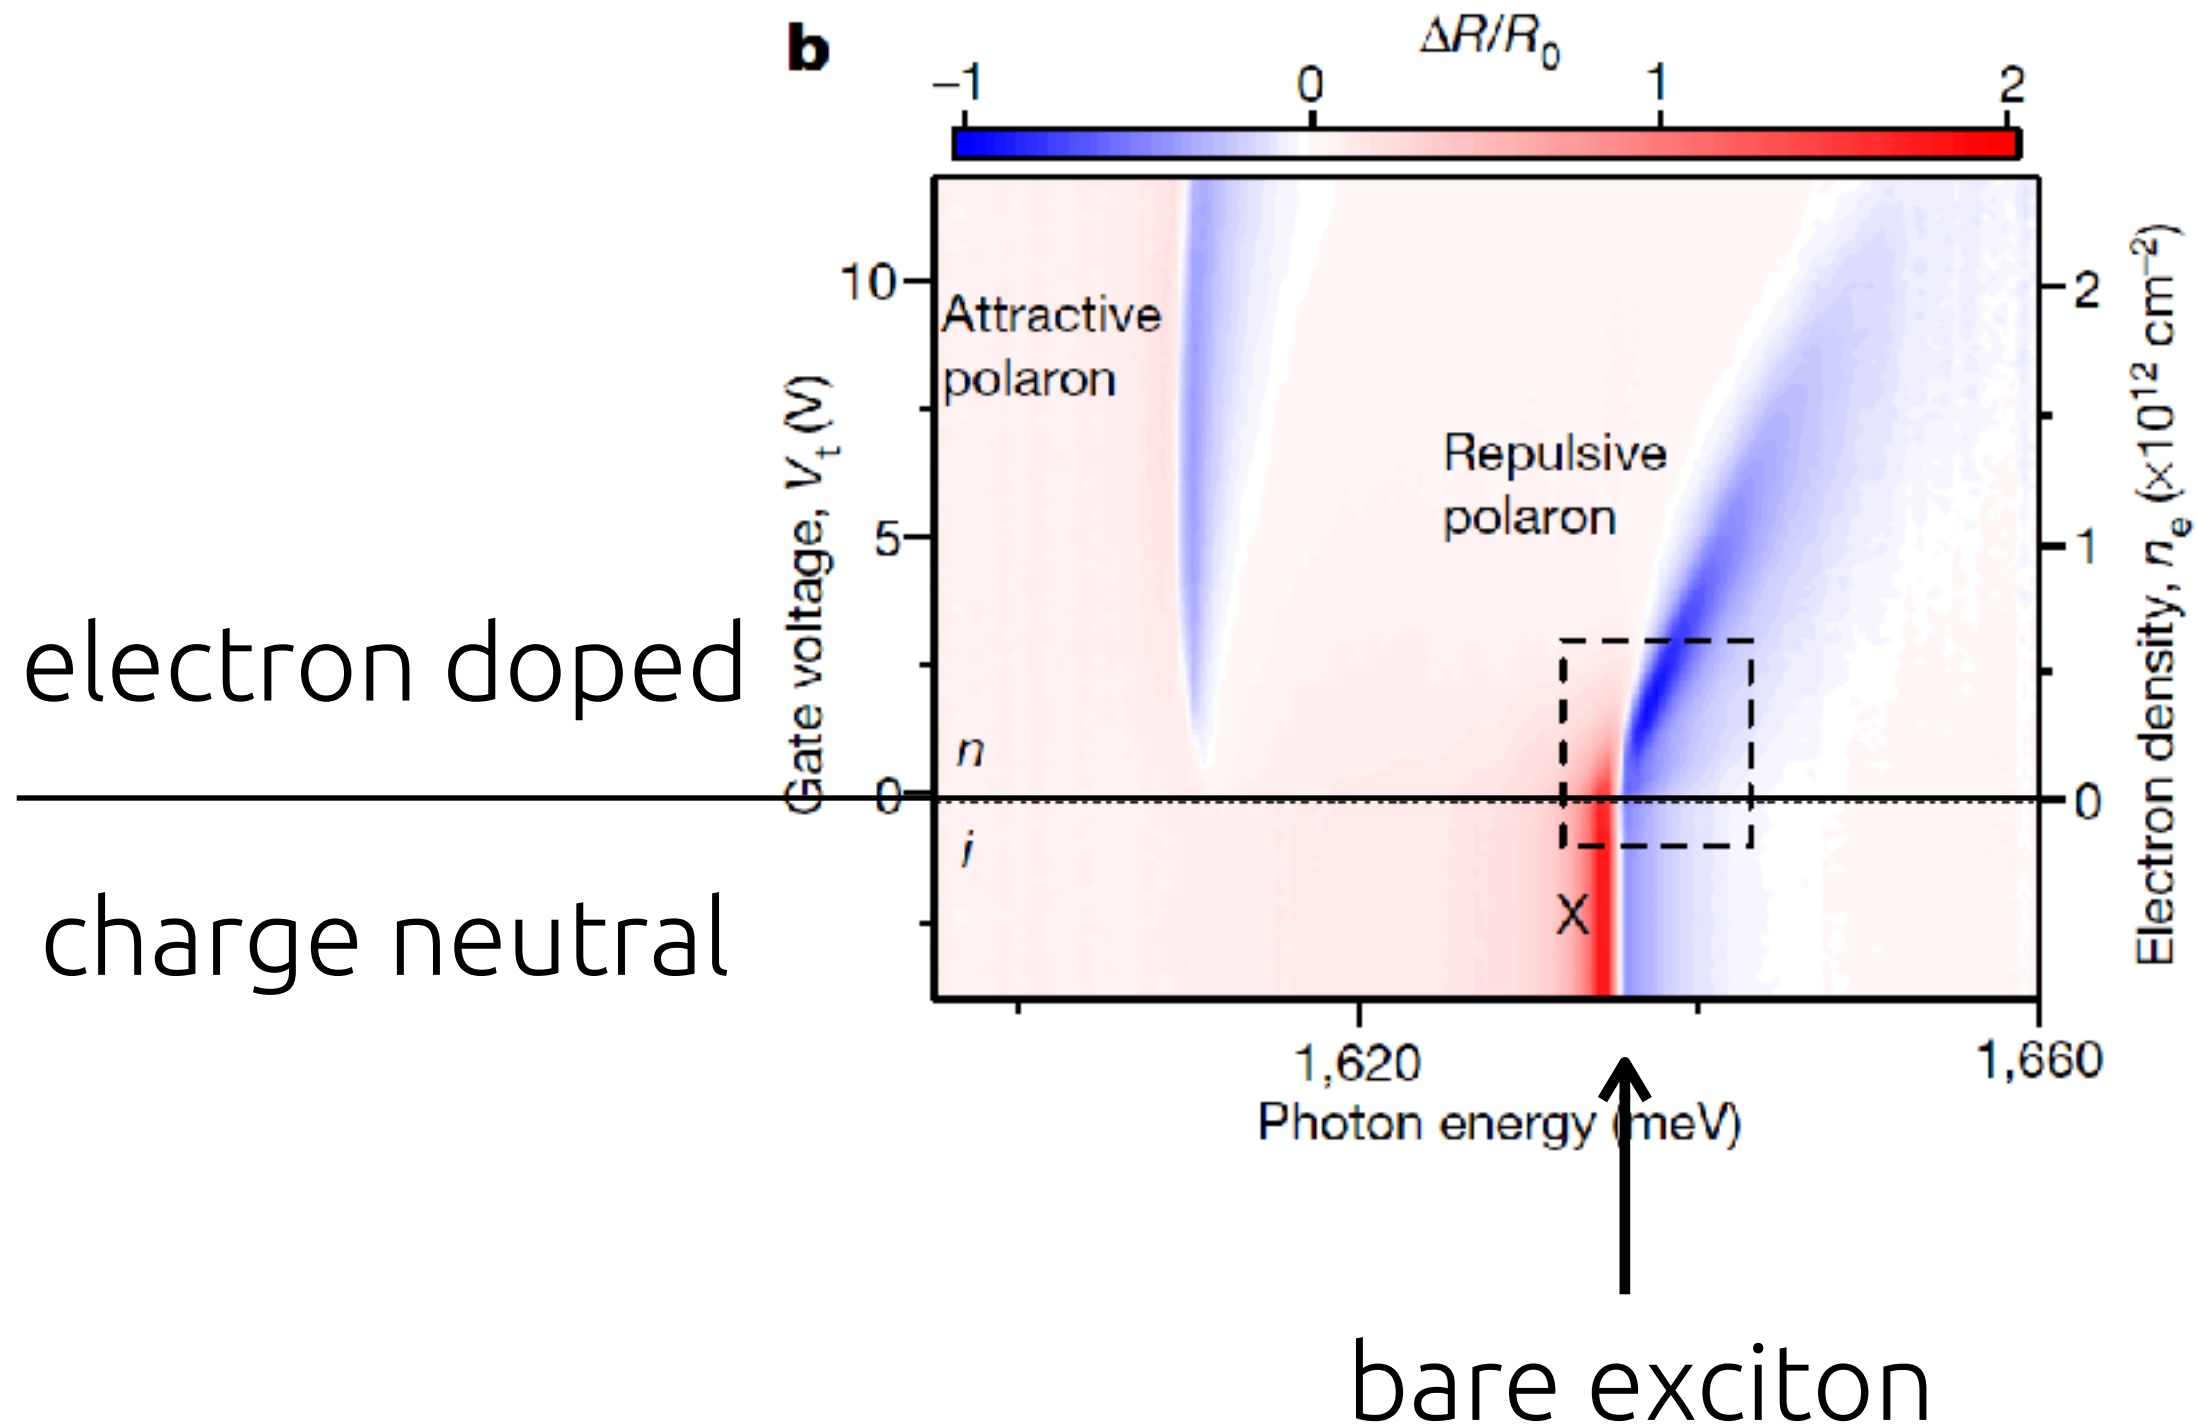 b
ΔR/R0
−1 0 1 2
Gate voltage, Vt (V)
10
5
0
Attractive
polaron
Repulsive
polaron
n
i
X
2
1
0
Electron density, ne (×10¹² cm⁻²)
electron doped
charge neutral
1,620 1,660
Photon energy (meV)
bare exciton